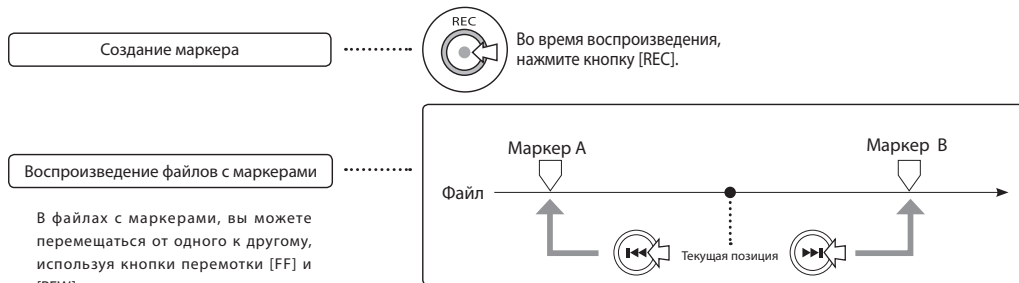 REC
Создание маркера
Во время воспроизведения,
нажмите кнопку [REC].
Маркер А
Маркер В
Воспроизведение файлов с маркерами
Файл
В файлах с маркерами, вы можете
перемещаться от одного к другому,
используя кнопки перемотки [FF] и
Текущая позиция